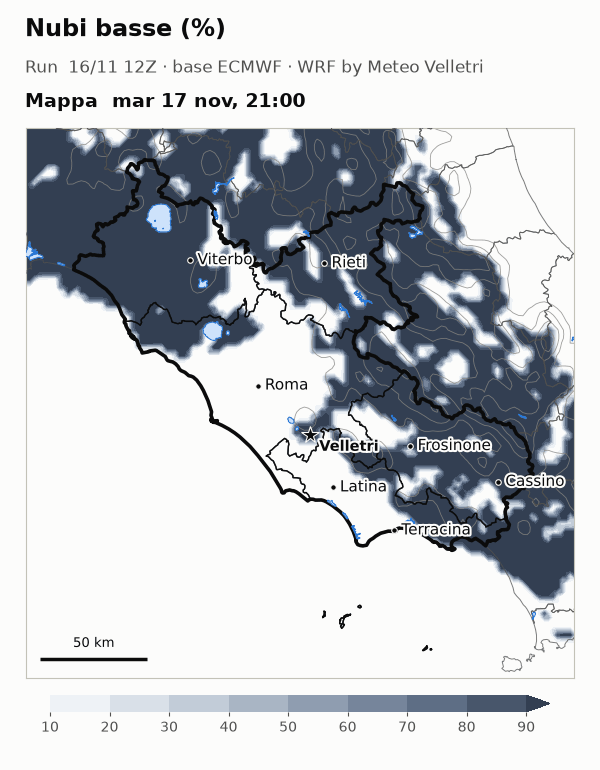 Nubi basse (%)
Run 16/11 12Z · base ECMWF · WRF by Meteo Velletri
Mappa mar 17 nov, 21:00
Viterbo
Rieti
Roma
Velletri
Frosinone
Cassino
Latina
Terracina
50 km
10 20 30 40 50 60 70 80 90